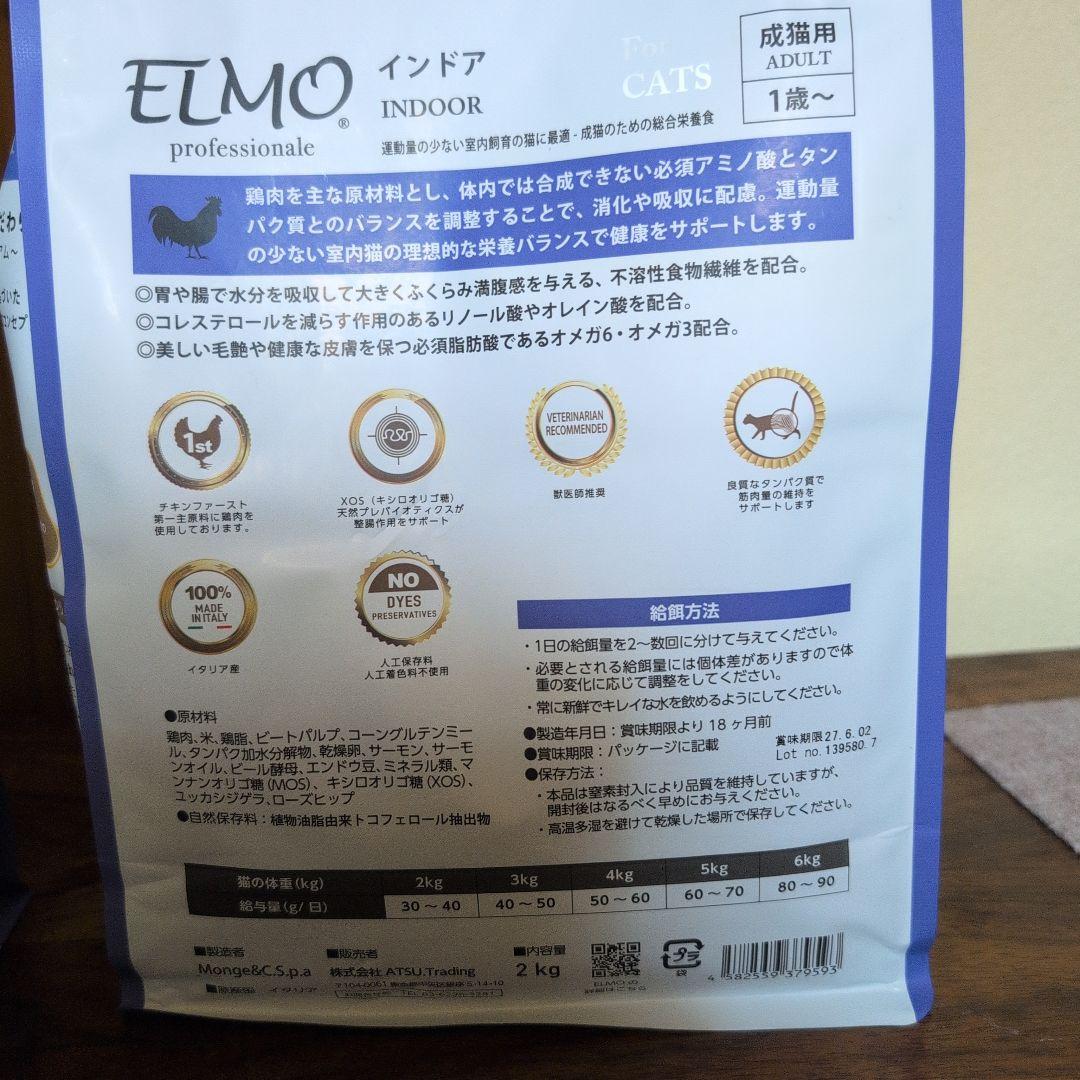 ELMO®
professionale
インドア
INDOOR
For
CATS
成猫用
ADULT
1歳～
運動量の少ない室内飼育の猫に最適 - 成猫のための総合栄養食
鶏肉を主な原材料とし、体内では合成できない必須アミノ酸とタン
パク質とのバランスを調整することで、消化や吸収に配慮。運動量
の少ない室内猫の理想的な栄養バランスで健康をサポートします。
◎胃や腸で水分を吸収して大きくふくらみ満腹感を与える、不溶性食物繊維を配合。
◎コレステロールを減らす作用のあるリノール酸やオレイン酸を配合。
◎美しい毛艶や健康な皮膚を保つ必須脂肪酸であるオメガ6・オメガ3配合。
1st
チキンファースト
第一主原料に鶏肉を
使用しております。
XOS（キシロオリゴ糖）
天然プレバイオティクスが
整腸作用をサポート
VETERINARIAN
RECOMMENDED
獣医師推奨
良質なタンパク質で
筋肉量の維持を
サポートします
100%
MADE
IN ITALY
イタリア産
NO
DYES
PRESERVATIVES
人工保存料
人工着色料不使用
●原材料
鶏肉、米、鶏脂、ビートパルプ、コーングルテンミー
ル、タンパク加水分解物、乾燥卵、サーモン、サーモ
ンオイル、ビール酵母、エンドウ豆、ミネラル類、マ
ンナンオリゴ糖（MOS）、キシロオリゴ糖（XOS）、
ユッカシジゲラ、ローズヒップ
●自然保存料：植物油脂由来トコフェロール抽出物
給餌方法
・1日の給餌量を2～数回に分けて与えてください。
・必要とされる給餌量には個体差がありますので体
重の変化に応じて調整をしてください。
・常に新鮮でキレイな水を飲めるようにしてください。
●製造年月日：賞味期限より 18 ヶ月前
●賞味期限：パッケージに記載
賞味期限27.6.02
Lot no.139580.7
●保存方法：
・本品は窒素封入により品質を維持していますが、
開封後はなるべく早めにお与えください。
・高温多湿を避けて乾燥した場所で保存してください。
猫の体重（kg） 2kg 3kg 4kg 5kg 6kg
給与量（g/ 日） 30 ～ 40 40 ～ 50 50 ～ 60 60 ～ 70 80 ～ 90
■製造者
Monge&C.S.p.a
■原産国 イタリア
■販売者
株式会社 ATSU.Trading
〒104-0061 東京都中央区銀座 5-14-10
■内容量
2 kg
ELMO の
プラ
袋
4 582559 379593